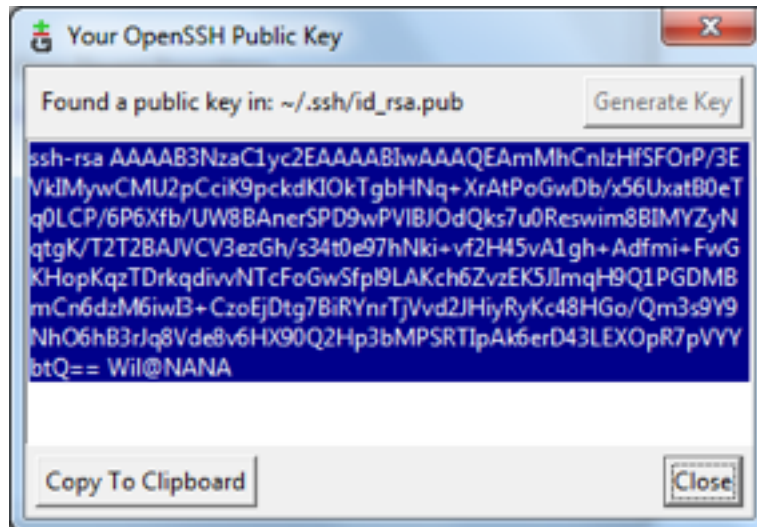 Your OpenSSH Public Key
Found a public key in: ~/.ssh/id_rsa.pub
Generate Key
ssh-rsa AAAAB3NzaC1yc2EAAAABIwAAAQEAmMhCnIzHfSFOrP/3E
VkIMywCMU2pCciK9pckdKIOkTgbHNq+XrAtPoGwDb/x56UxatB0eT
q0LCP/6P6Xfb/UW8BAnerSPD9wPVIBJOdQks7u0Reswim8BIMYZyN
qtgK/T2T2BAJVCV3ezGh/s34t0e97hNki+vf2H45vA1gh+Adfmi+FwG
KHopKqzTDrkqdivvNTcFoGwSfpI9LAKch6ZvzEK5JImqH9Q1PGDMB
mCn6dzM6iwI3+CzoEjDtg7BiRYnrTjVvd2JHiyRyKc48HGo/Qm3s9Y9
NhO6hB3rJq8Vde8v6HX90Q2Hp3bMPSRTIpAk6erD43LEXOpR7pVYY
btQ== Wil@NANA
Copy To Clipboard
Close